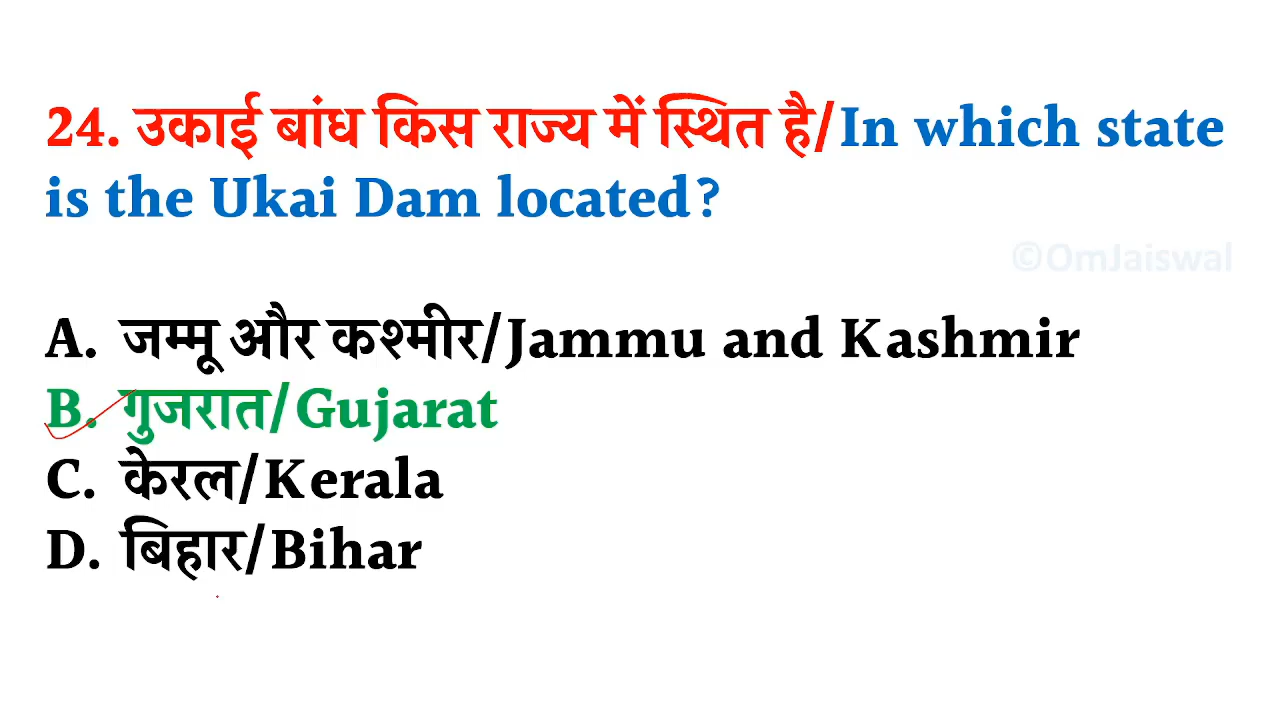 24. उकाई बांध किस राज्य में स्थित है/In which state
is the Ukai Dam located?
©OmJaiswal
A. जम्मू और कश्मीर/Jammu and Kashmir
B. गुजरात/Gujarat
C. केरल/Kerala
D. बिहार/Bihar